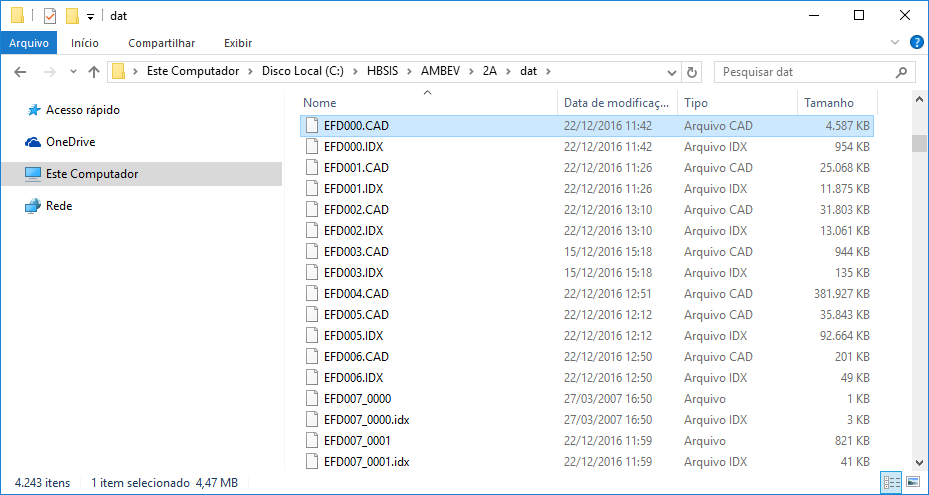 dat
Arquivo Início Compartilhar Exibir
Este Computador Disco Local (C:) HBSIS AMBEV 2A dat Pesquisar dat
Acesso rápido
OneDrive
Este Computador
Rede
Nome Data de modificaç... Tipo Tamanho
EFD000.CAD 22/12/2016 11:42 Arquivo CAD 4.587 KB
EFD000.IDX 22/12/2016 11:42 Arquivo IDX 954 KB
EFD001.CAD 22/12/2016 11:26 Arquivo CAD 25.068 KB
EFD001.IDX 22/12/2016 11:26 Arquivo IDX 11.875 KB
EFD002.CAD 22/12/2016 13:10 Arquivo CAD 31.803 KB
EFD002.IDX 22/12/2016 13:10 Arquivo IDX 13.061 KB
EFD003.CAD 15/12/2016 15:18 Arquivo CAD 944 KB
EFD003.IDX 15/12/2016 15:18 Arquivo IDX 135 KB
EFD004.CAD 22/12/2016 12:51 Arquivo CAD 381.927 KB
EFD005.CAD 22/12/2016 12:12 Arquivo CAD 35.843 KB
EFD005.IDX 22/12/2016 12:12 Arquivo IDX 92.664 KB
EFD006.CAD 22/12/2016 12:50 Arquivo CAD 201 KB
EFD006.IDX 22/12/2016 12:50 Arquivo IDX 49 KB
EFD007_0000 27/03/2007 16:50 Arquivo 1 KB
EFD007_0000.idx 27/03/2007 16:50 Arquivo IDX 3 KB
EFD007_0001 22/12/2016 11:59 Arquivo 821 KB
EFD007_0001.idx 22/12/2016 11:59 Arquivo IDX 41 KB
4.243 itens 1 item selecionado 4,47 MB